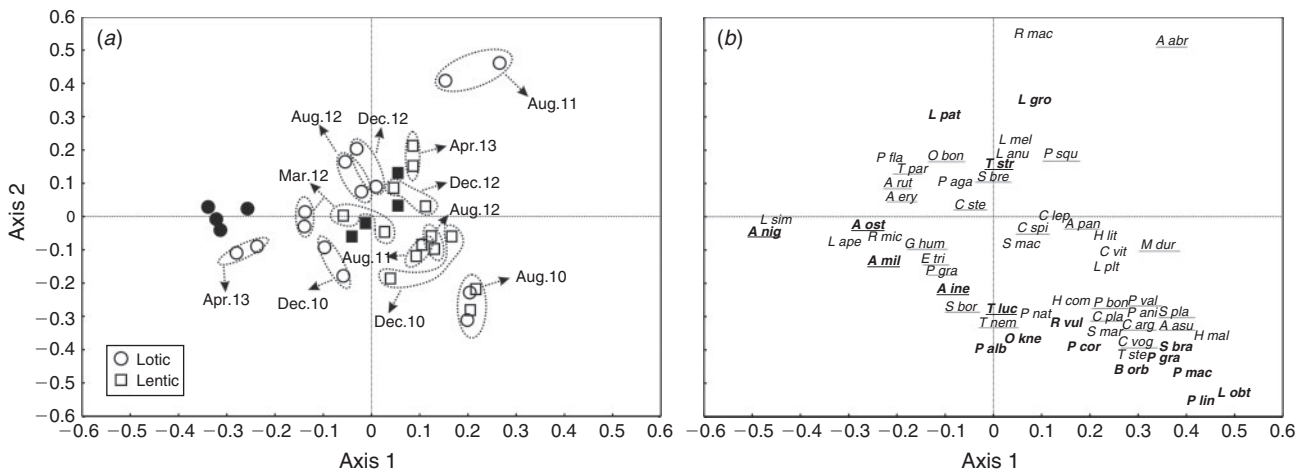 (a)
Axis 2
0.6
0.5
0.4
0.3
0.2
0.1
0
−0.1
−0.2
−0.3
−0.4
−0.5
−0.6
Aug.11
Aug.12
Dec.12
Apr.13
Mar.12
Dec.12
Aug.12
Aug.11
Aug.10
Apr.13
Dec.10
Dec.10
Lotic
Lentic
−0.6 −0.5 −0.4 −0.3 −0.2 −0.1 0 0.1 0.2 0.3 0.4 0.5 0.6
Axis 1
(b)
R mac
A abr
L gro
L pat
L mel
P fla O bon L anu P squ
T par T str
A rut P aga S bre
A ery
C ste
L sim C lep
A nig A ost C spi A pan
L ape R mic G hum S mac H lit
E tri C vit M dur
A mil P gra L plt
A ine
S bor T luc P nat H com P bon P val
T nem R vul C pla P ani S pla
O kne S mar C arg A asu
P alb P cor C vog S bra H mal
T ste P gra
B orb P mac
L obt
P lin
−0.6 −0.5 −0.4 −0.3 −0.2 −0.1 0 0.1 0.2 0.3 0.4 0.5 0.6
Axis 1